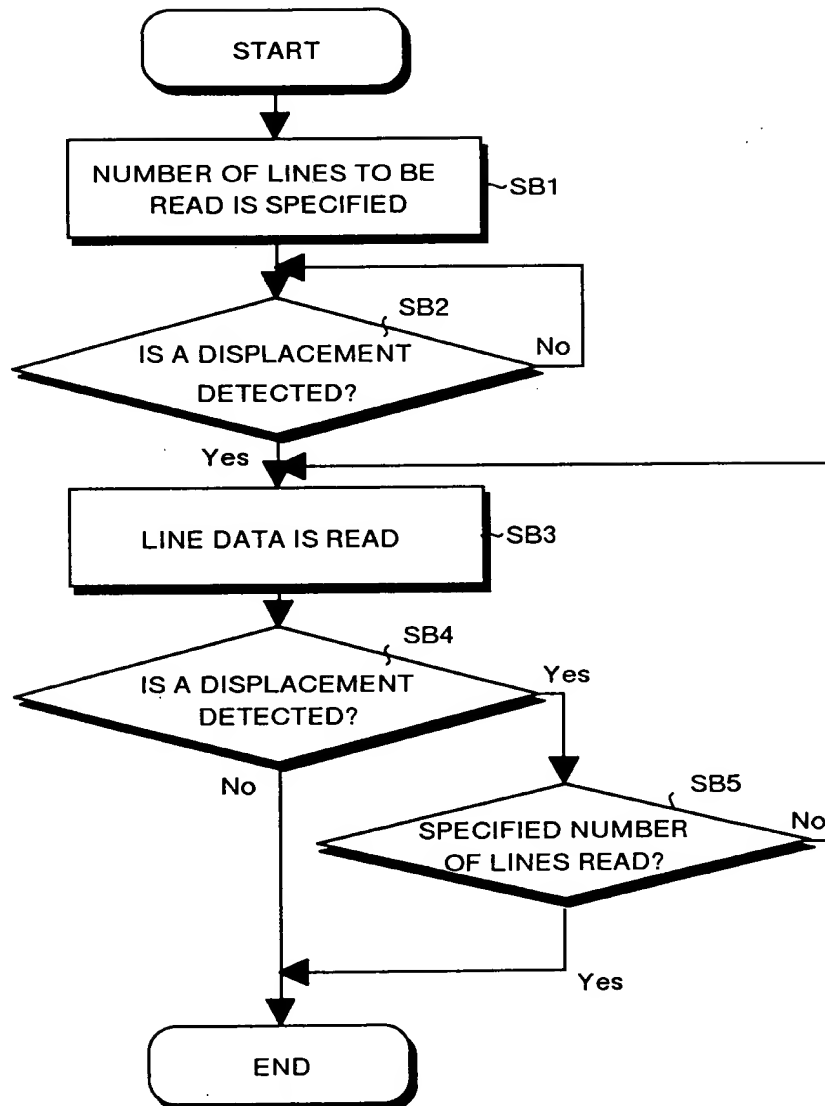 START
NUMBER OF LINES TO BE
READ IS SPECIFIED
SB1
SB2
IS A DISPLACEMENT
DETECTED?
No
Yes
LINE DATA IS READ
SB3
SB4
IS A DISPLACEMENT
DETECTED?
Yes
No
SB5
SPECIFIED NUMBER
OF LINES READ?
No
Yes
END